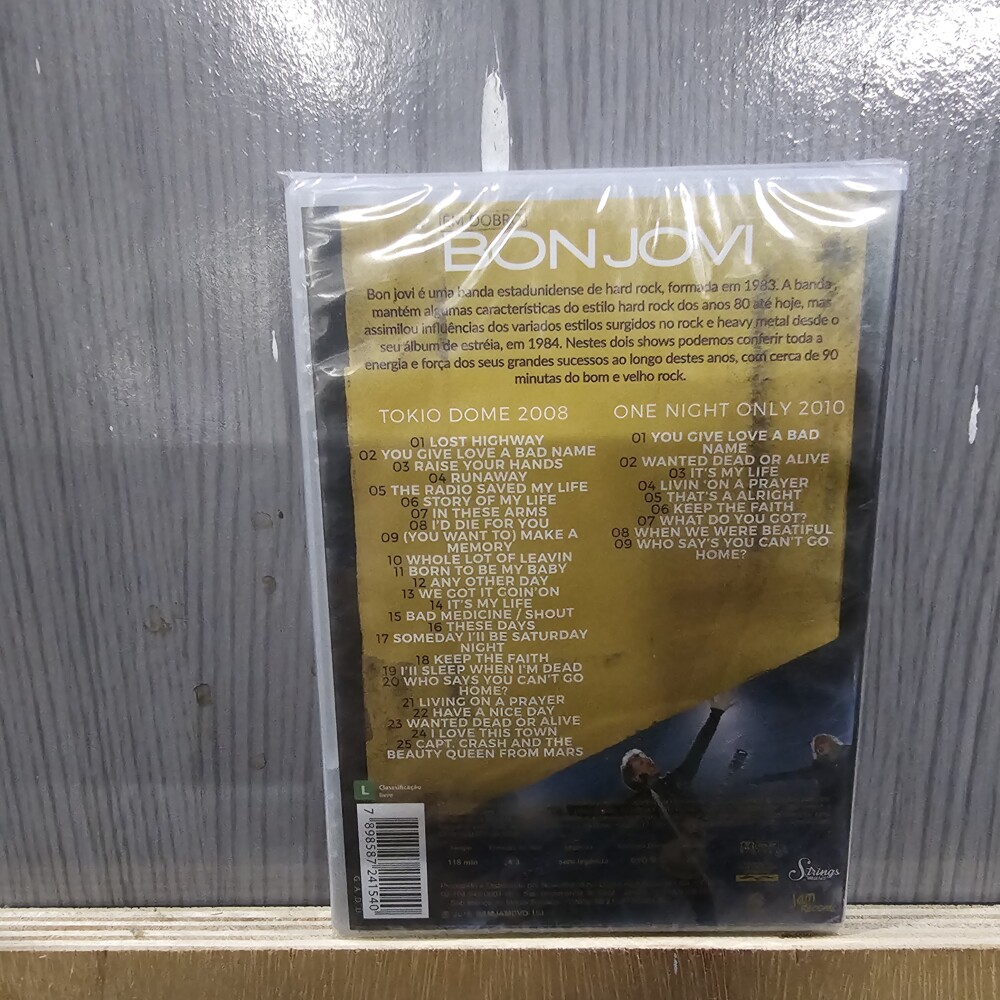 EM DOBRO
BON JOVI
Bon jovi é uma banda estadunidense de hard rock, formada em 1983. A banda
mantém algumas características do estilo hard rock dos anos 80 até hoje, mas
assimilou influências dos variados estilos surgidos no rock e heavy metal desde o
seu álbum de estréia, em 1984. Nestes dois shows podemos conferir toda a
energia e força dos seus grandes sucessos ao longo destes anos, com cerca de 90
minutos do bom e velho rock.
TOKIO DOME 2008
01 LOST HIGHWAY
02 YOU GIVE LOVE A BAD NAME
03 RAISE YOUR HANDS
04 RUNAWAY
05 THE RADIO SAVED MY LIFE
06 STORY OF MY LIFE
07 IN THESE ARMS
08 I'D DIE FOR YOU
09 (YOU WANT TO) MAKE A
MEMORY
10 WHOLE LOT OF LEAVIN
11 BORN TO BE MY BABY
12 ANY OTHER DAY
13 WE GOT IT GOIN'ON
14 IT'S MY LIFE
15 BAD MEDICINE / SHOUT
16 THESE DAYS
17 SOMEDAY I'll BE SATURDAY
NIGHT
18 KEEP THE FAITH
19 I'll SLEEP WHEN I'M DEAD
20 WHO SAYS YOU CAN'T GO
HOME?
21 LIVING ON A PRAYER
22 HAVE A NICE DAY
23 WANTED DEAD OR ALIVE
24 I LOVE THIS TOWN
25 CAPT. CRASH AND THE
BEAUTY QUEEN FROM MARS
ONE NIGHT ONLY 2010
01 YOU GIVE LOVE A BAD
NAME
02 WANTED DEAD OR ALIVE
03 IT'S MY LIFE
04 LIVIN 'ON A PRAYER
05 THAT'S A ALRIGHT
06 KEEP THE FAITH
07 WHAT DO YOU GOT?
08 WHEN WE WERE BEATIFUL
09 WHO SAY'S YOU CAN'T GO
HOME?
L Classificação
livre
7 898587 241540
118 min
Strings
MUSIC